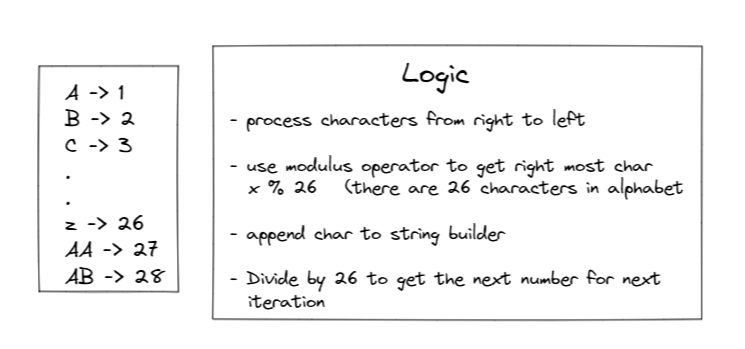 A -> 1
B -> 2
C -> 3
.
.
z -> 26
AA -> 27
AB -> 28
Logic
- process characters from right to left
- use modulus operator to get right most char
x % 26 (there are 26 characters in alphabet
- append char to string builder
- Divide by 26 to get the next number for next
iteration